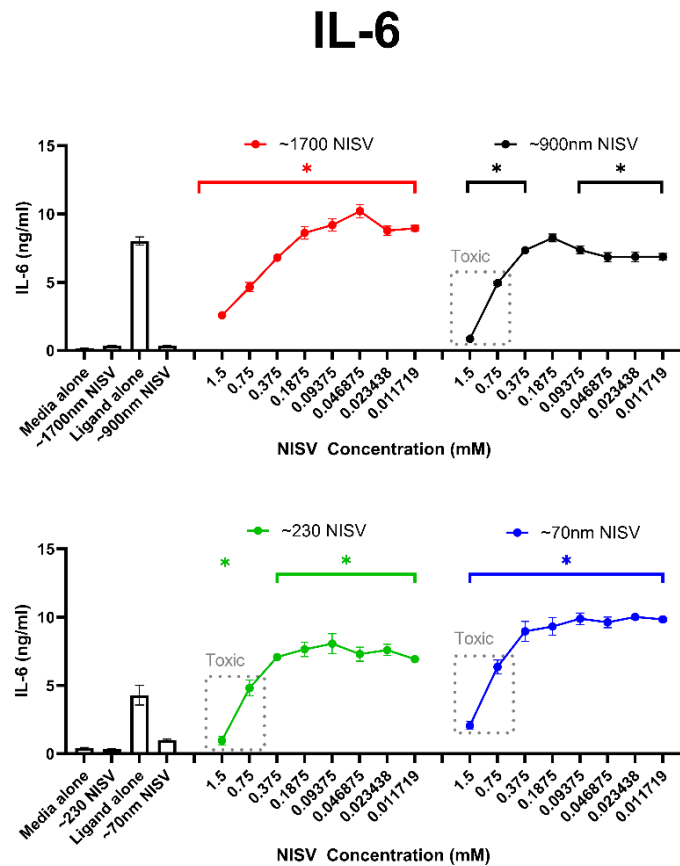 IL-6
~1700 NISV
~900nm NISV
*
*
*
15
10
5
0
IL-6 (ng/ml)
Toxic
Media alone
~1700nm NISV
Ligand alone
~900nm NISV
1.5
0.75
0.375
0.1875
0.09375
0.046875
0.023438
0.011719
1.5
0.75
0.375
0.1875
0.09375
0.046875
0.023438
0.011719
NISV Concentration (mM)
~230 NISV
~70nm NISV
*
*
*
15
10
5
0
IL-6 (ng/ml)
Toxic
Toxic
Media alone
~230 NISV
Ligand alone
~70nm NISV
1.5
0.75
0.375
0.1875
0.09375
0.046875
0.023438
0.011719
1.5
0.75
0.375
0.1875
0.09375
0.046875
0.023438
0.011719
NISV Concentration (mM)